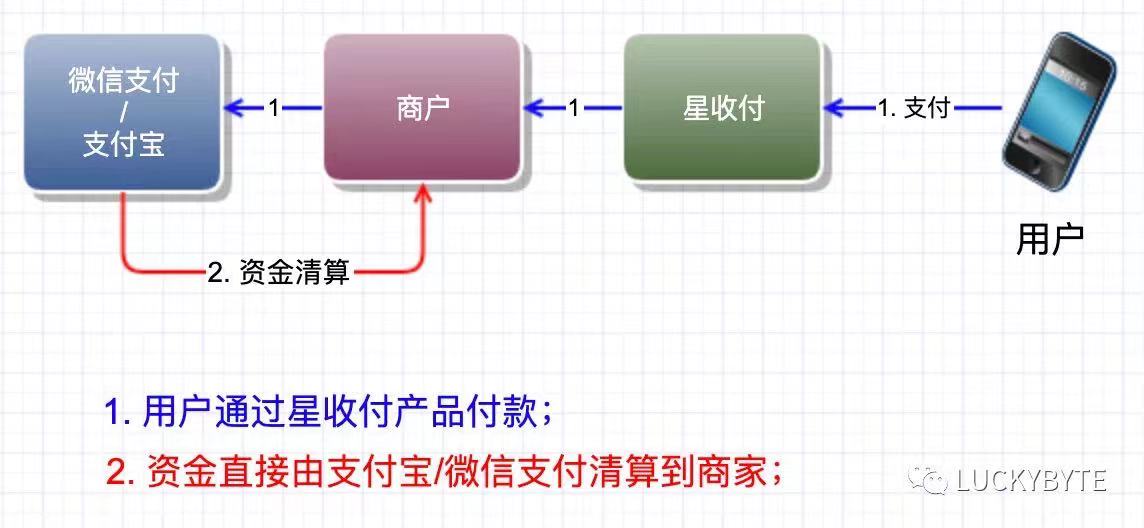 微信支付
/
支付宝
1
商户
1
星收付
1. 支付
10:15
用户
2. 资金清算
1. 用户通过星收付产品付款；
2. 资金直接由支付宝/微信支付清算到商家；
LUCKYBYTE